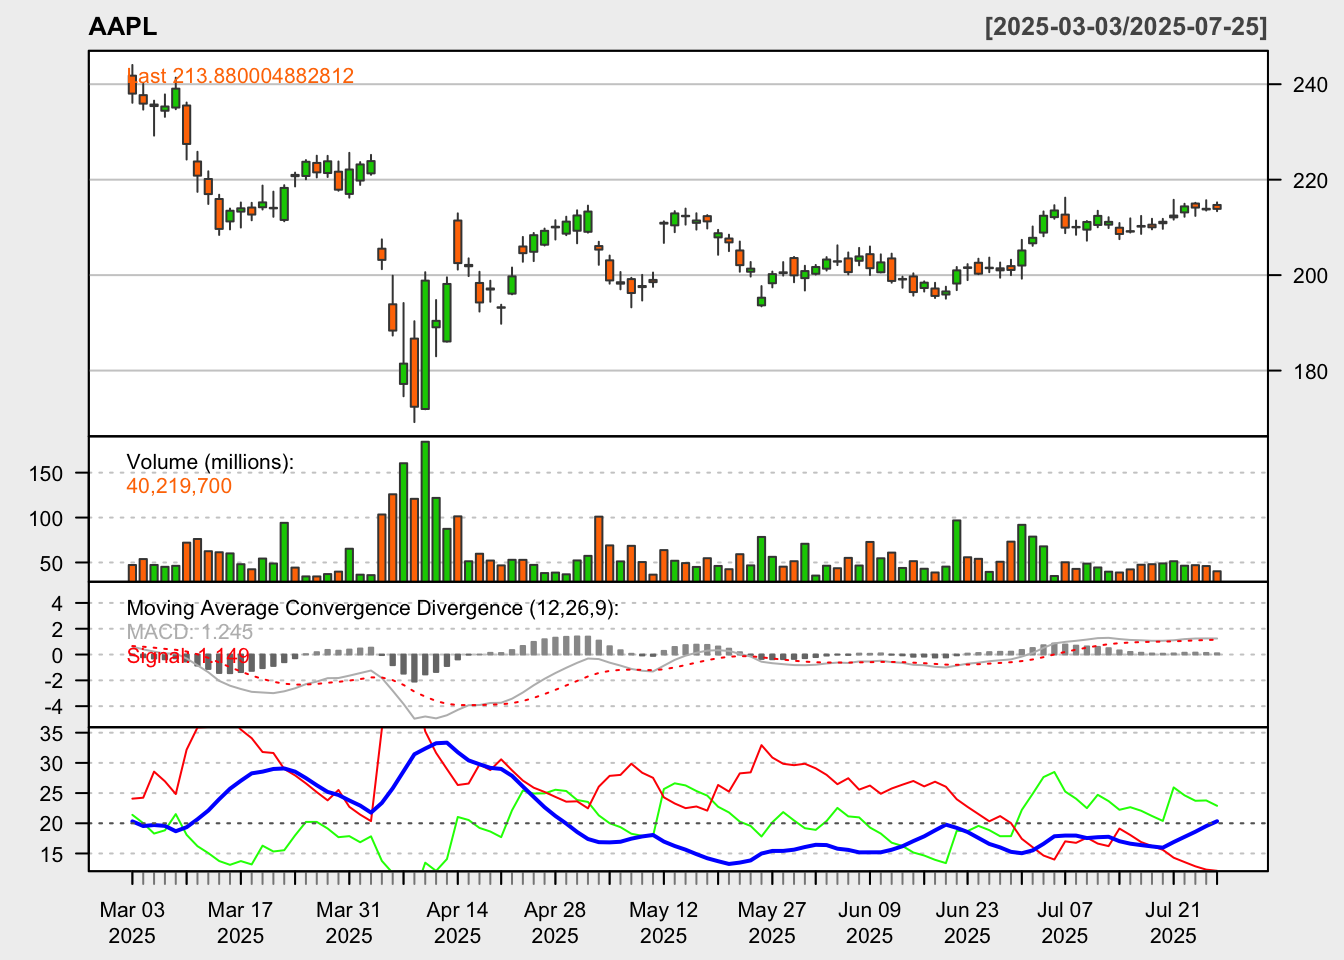 AAPL [2025-03-03/2025-07-25]
Last 213.880004882812
240
220
200
180
Volume (millions):
40,219,700
150
100
50
Moving Average Convergence Divergence (12,26,9):
MACD: 1.245
Signal: 1.149
4
2
0
-2
-4
35
30
25
20
15
Mar 03 Mar 17 Mar 31 Apr 14 Apr 28 May 12 May 27 Jun 09 Jun 23 Jul 07 Jul 21
2025 2025 2025 2025 2025 2025 2025 2025 2025 2025 2025